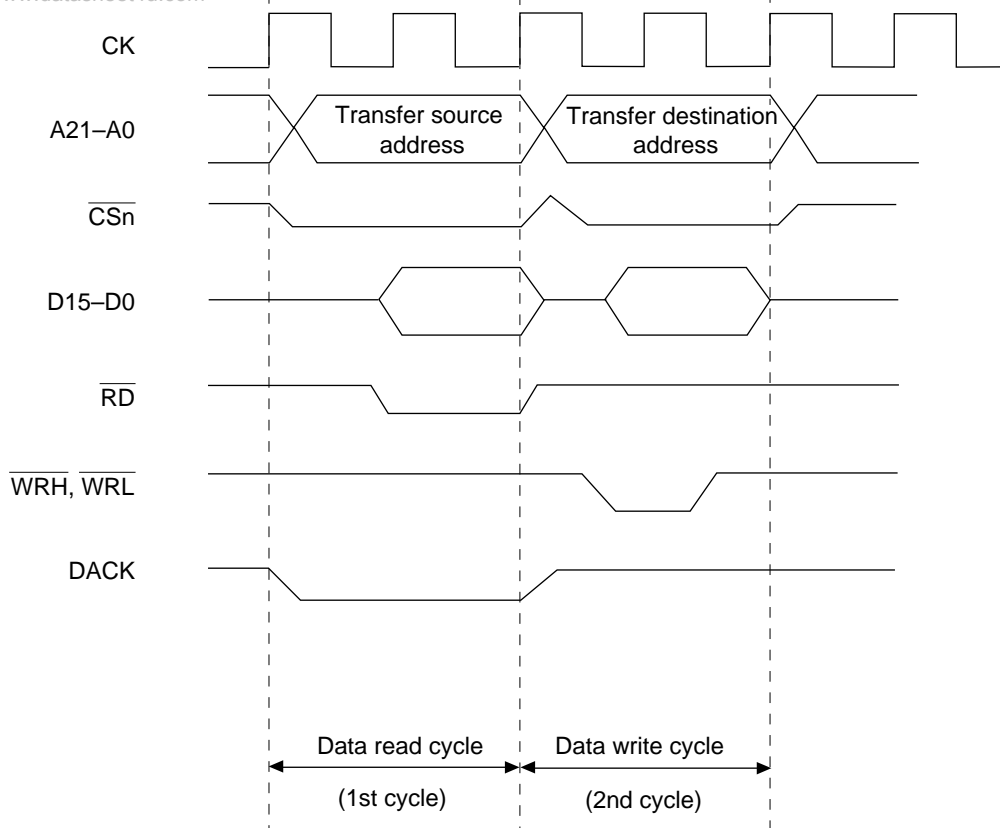 CK
A21–A0
Transfer source
address
Transfer destination
address
CSn
D15–D0
RD
WRH, WRL
DACK
Data read cycle
Data write cycle
(1st cycle)
(2nd cycle)